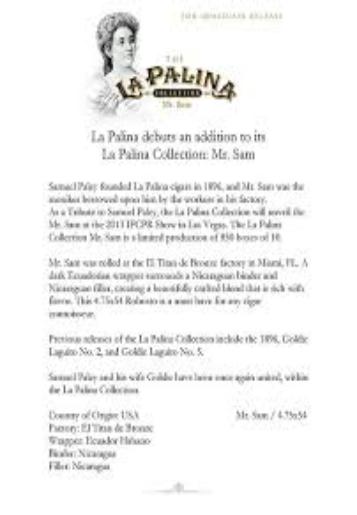 FOR IMMEDIATE RELEASE
THE
LA PALINA
COLLECTION
Mr. Sam
La Palina debuts an addition to its
La Palina Collection: Mr. Sam
Samuel Paley founded La Palina cigars in 1896, and Mr. Sam was the
moniker bestowed upon him by the workers in his factory.
As a Tribute to Samuel Paley, the La Palina Collection will unveil the
Mr. Sam at the 2013 IPCPR Show in Las Vegas. The La Palina
Collection Mr. Sam is a limited production of 950 boxes of 10.
Mr. Sam was rolled at the El Titan de Bronze factory in Miami, FL. A
dark Ecuadorian wrapper surrounds a Nicaraguan binder and
Nicaraguan filler, creating a beautifully crafted blend that is rich with
flavor. This 4.75x54 Robusto is a must have for any cigar
connoisseur.
Previous releases of the La Palina Collection include the 1896, Goldie
Laguito No. 2, and Goldie Laguito No. 5.
Samuel Paley and his wife Goldie have been once again united, within
the La Palina Collection.
Country of Origin: USA
Mr. Sam / 4.75x54
Factory: El Titan de Bronze
Wrapper: Ecuador Habano
Binder: Nicaragua
Filler: Nicaragua